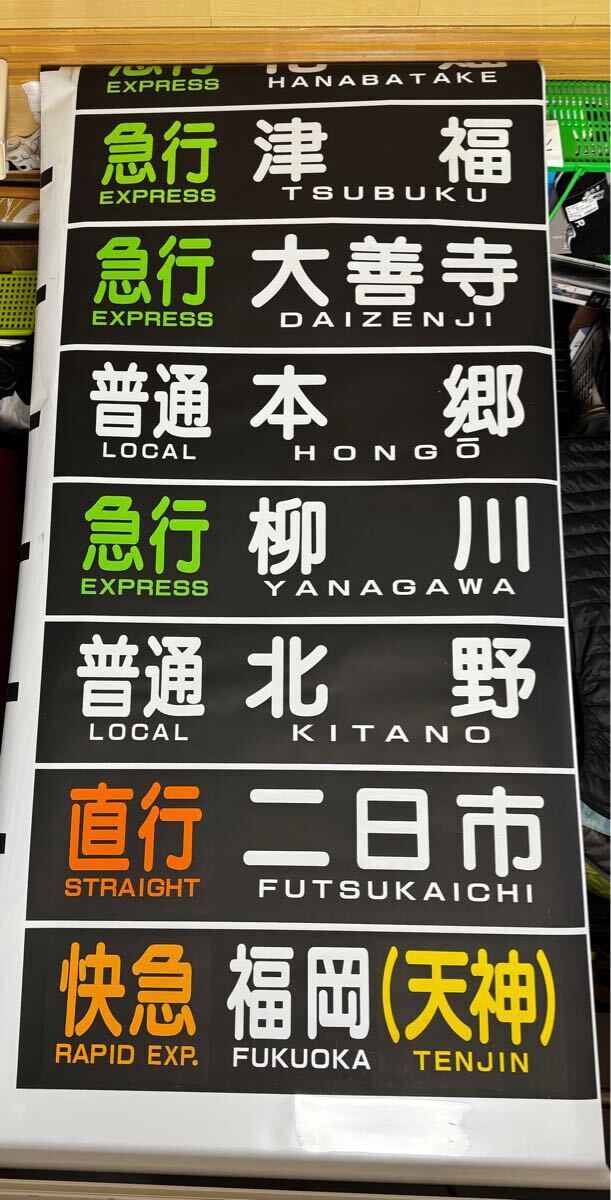 急行
EXPRESS HANABATAKE
急行 津福
EXPRESS TSUBUKU
急行 大善寺
EXPRESS DAIZENJI
普通 本郷
LOCAL HONGŌ
急行 柳川
EXPRESS YANAGAWA
普通 北野
LOCAL KITANO
直行 二日市
STRAIGHT FUTSUKAICHI
快急 福岡(天神)
RAPID EXP. FUKUOKA TENJIN